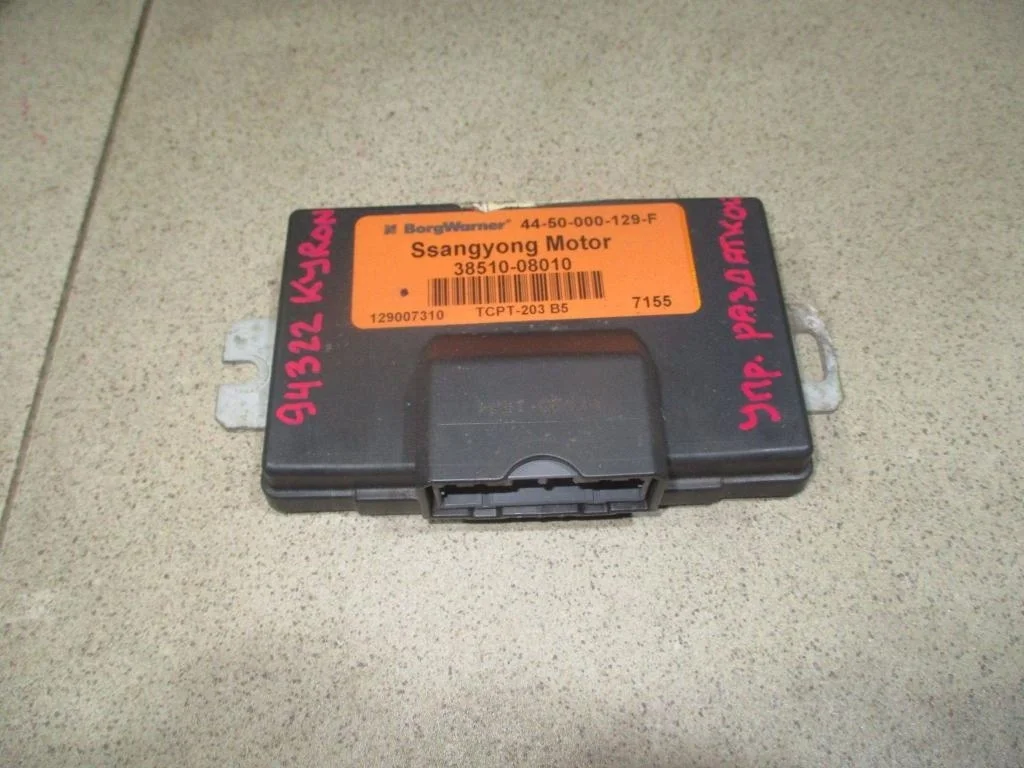 BorgWarner® 44-50-000-129-F
Ssangyong Motor
38510-08010
129007310 TCPT-203 B5 7155
94322 KYRON
УПР. РАЗДАТКОЙ